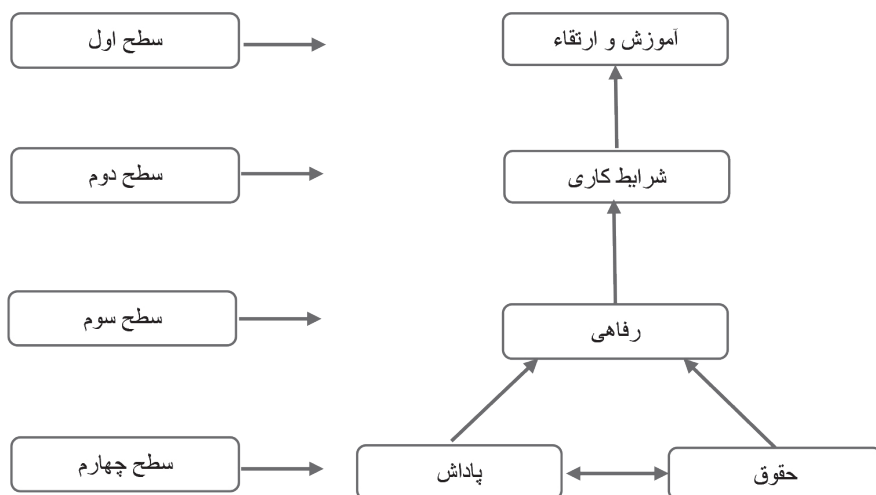 آموزش و ارتقاء
سطح اول
شرایط کاری
سطح دوم
رفاهی
سطح سوم
حقوق
پاداش
سطح چهارم